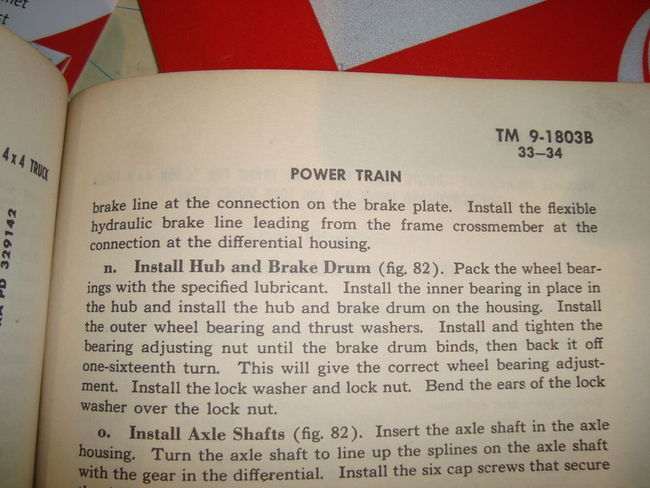 4 x 4 TRUCK
RA PD 329142
TM 9-1803B
33–34
POWER TRAIN
brake line at the connection on the brake plate. Install the flexible
hydraulic brake line leading from the frame crossmember at the
connection at the differential housing.
n. Install Hub and Brake Drum (fig. 82). Pack the wheel bear-
ings with the specified lubricant. Install the inner bearing in place in
the hub and install the hub and brake drum on the housing. Install
the outer wheel bearing and thrust washers. Install and tighten the
bearing adjusting nut until the brake drum binds, then back it off
one-sixteenth turn. This will give the correct wheel bearing adjust-
ment. Install the lock washer and lock nut. Bend the ears of the lock
washer over the lock nut.
o. Install Axle Shafts (fig. 82). Insert the axle shaft in the axle
housing. Turn the axle shaft to line up the splines on the axle shaft
with the gear in the differential. Install the six cap screws that secure